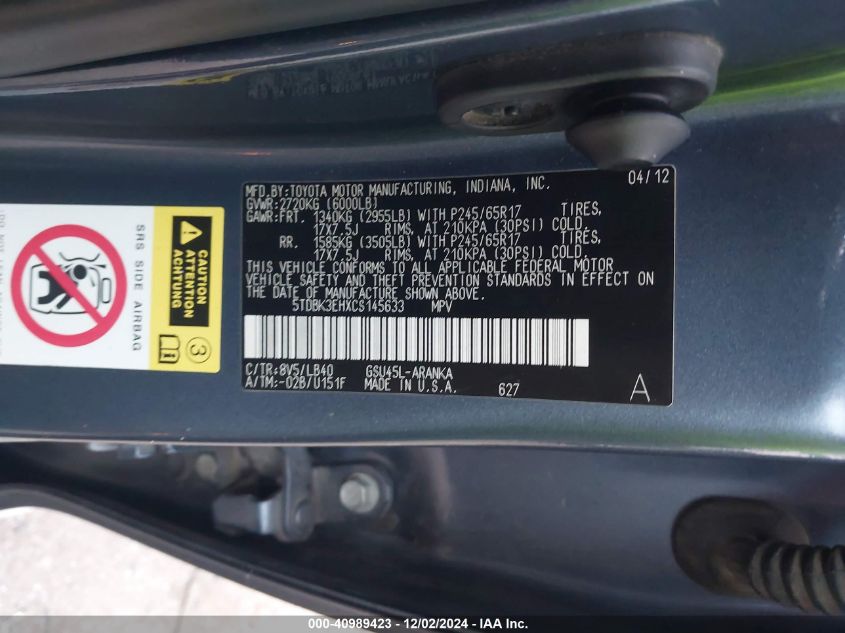 MFD.BY:TOYOTA MOTOR MANUFACTURING, INDIANA, INC. 04/12
GVWR:2720KG (6000LB)
GAWR:FRT. 1340KG (2955LB) WITH P245/65R17 TIRES,
17X7.5J RIMS, AT 210KPA (30PSI) COLD.
RR. 1585KG (3505LB) WITH P245/65R17 TIRES,
17X7.5J RIMS, AT 210KPA (30PSI) COLD.
THIS VEHICLE CONFORMS TO ALL APPLICABLE FEDERAL MOTOR
VEHICLE SAFETY AND THEFT PREVENTION STANDARDS IN EFFECT ON
THE DATE OF MANUFACTURE SHOWN ABOVE.
5TDBK3EHXCS145633 MPV
C/TR:8V5/LB40 GSU45L-ARANKA
A/TM:-02B/U151F MADE IN U.S.A. 627 A
SRS SIDE AIRBAG
CAUTION
ATTENTION
ACHTUNG
3
-40989423 - 12/02/2024 - IAA Inc.